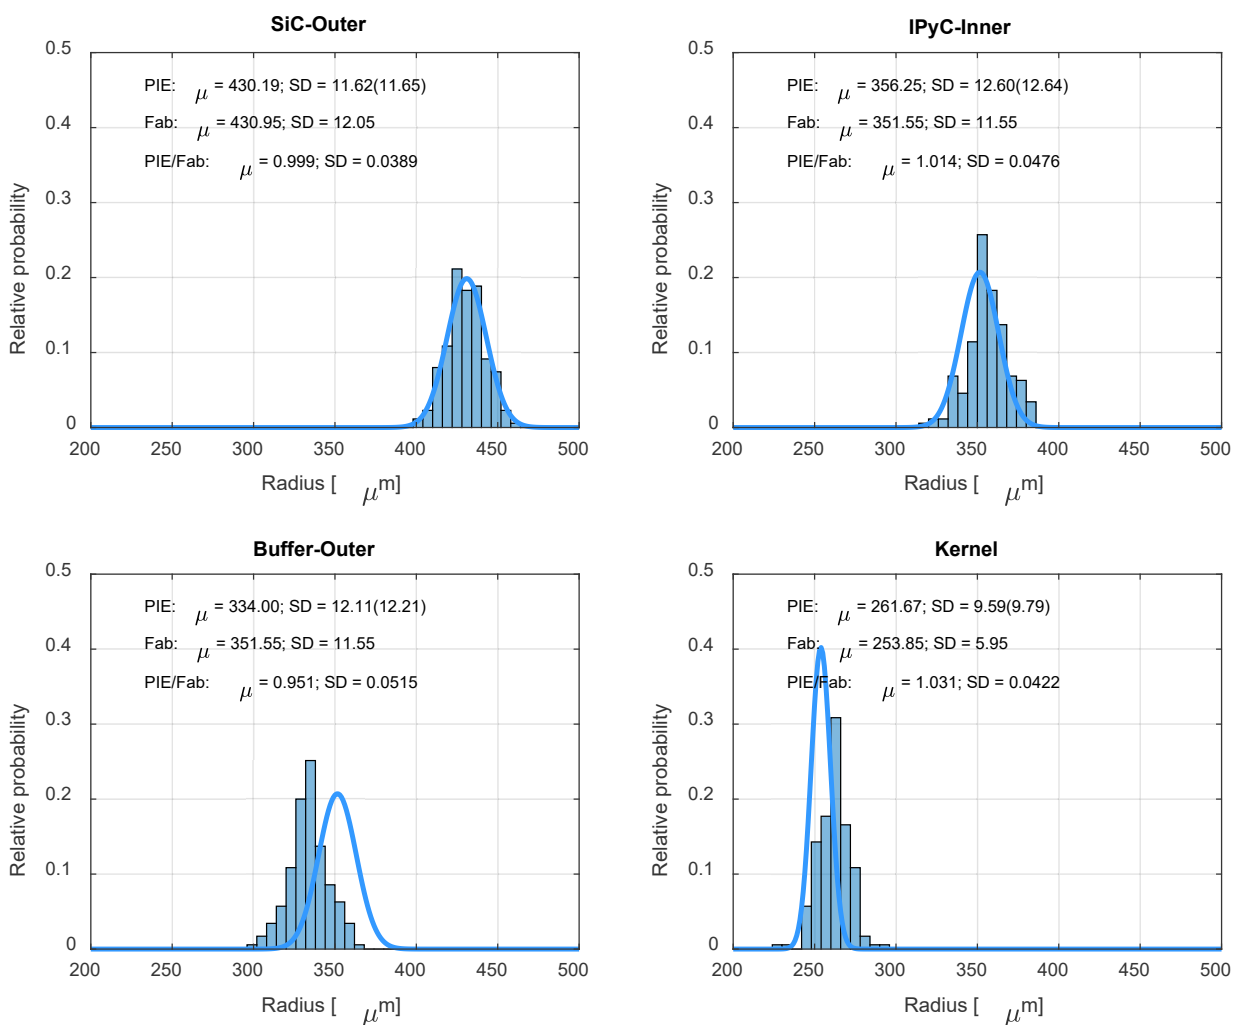 SiC-Outer
0.5
0.4
0.3
0.2
0.1
0
PIE: μ = 430.19; SD = 11.62(11.65)
Fab: μ = 430.95; SD = 12.05
PIE/Fab: μ = 0.999; SD = 0.0389
Relative probability
200 250 300 350 400 450 500
Radius [ μm]
IPyC-Inner
0.5
0.4
0.3
0.2
0.1
0
PIE: μ = 356.25; SD = 12.60(12.64)
Fab: μ = 351.55; SD = 11.55
PIE/Fab: μ = 1.014; SD = 0.0476
Relative probability
200 250 300 350 400 450 500
Radius [ μm]
Buffer-Outer
0.5
0.4
0.3
0.2
0.1
0
PIE: μ = 334.00; SD = 12.11(12.21)
Fab: μ = 351.55; SD = 11.55
PIE/Fab: μ = 0.951; SD = 0.0515
Relative probability
200 250 300 350 400 450 500
Radius [ μm]
Kernel
0.5
0.4
0.3
0.2
0.1
0
PIE: μ = 261.67; SD = 9.59(9.79)
Fab: μ = 253.85; SD = 5.95
PIE/Fab: μ = 1.031; SD = 0.0422
Relative probability
200 250 300 350 400 450 500
Radius [ μm]